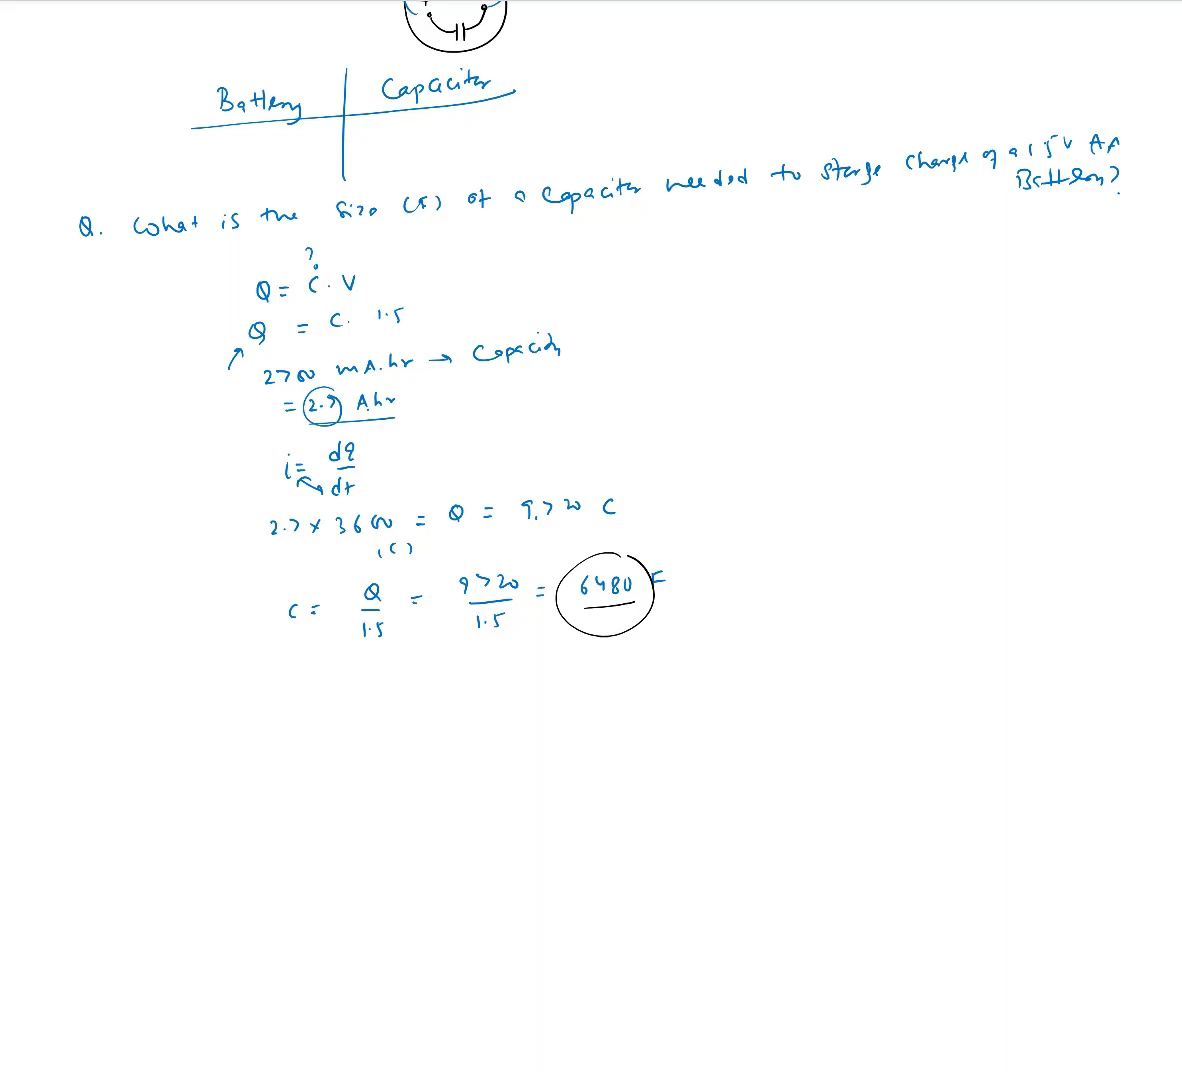 Battery
Capacitor
Q. What is the size (F) of a capacitor needed to storge charge of a 1.5V AA
Battery?
?
Q = C . V
Q = C. 1.5
2700 mA.hr → Capacity
= 2.7 A.hr
i = dq/dt
2.7 × 3600 = Q = 9720 C
(C)
C = Q/1.5 = 9720/1.5 = 6480 F